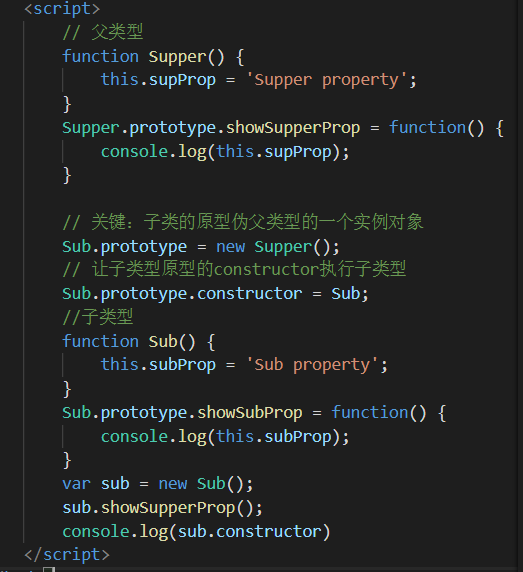 <script>
// 父类型
function Supper() {
this.supProp = 'Supper property';
}
Supper.prototype.showSupperProp = function() {
console.log(this.supProp);
}
// 关键：子类的原型伪父类型的一个实例对象
Sub.prototype = new Supper();
// 让子类型原型的constructor执行子类型
Sub.prototype.constructor = Sub;
//子类型
function Sub() {
this.subProp = 'Sub property';
}
Sub.prototype.showSubProp = function() {
console.log(this.subProp);
}
var sub = new Sub();
sub.showSupperProp();
console.log(sub.constructor)
</script>